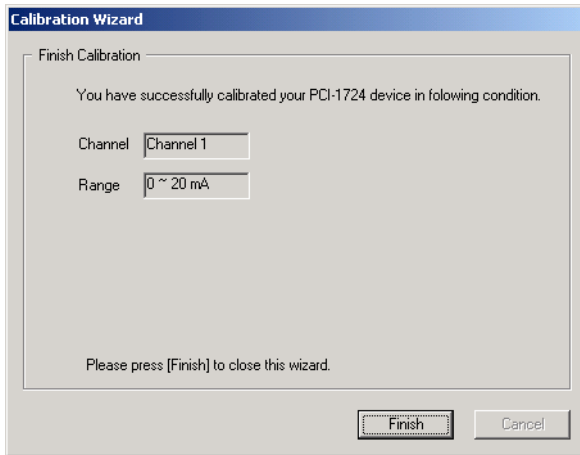 Calibration Wizard
Finish Calibration
You have successfully calibrated your PCI-1724 device in folowing condition.
Channel Channel 1
Range 0 ~ 20 mA
Please press [Finish] to close this wizard.
Finish Cancel